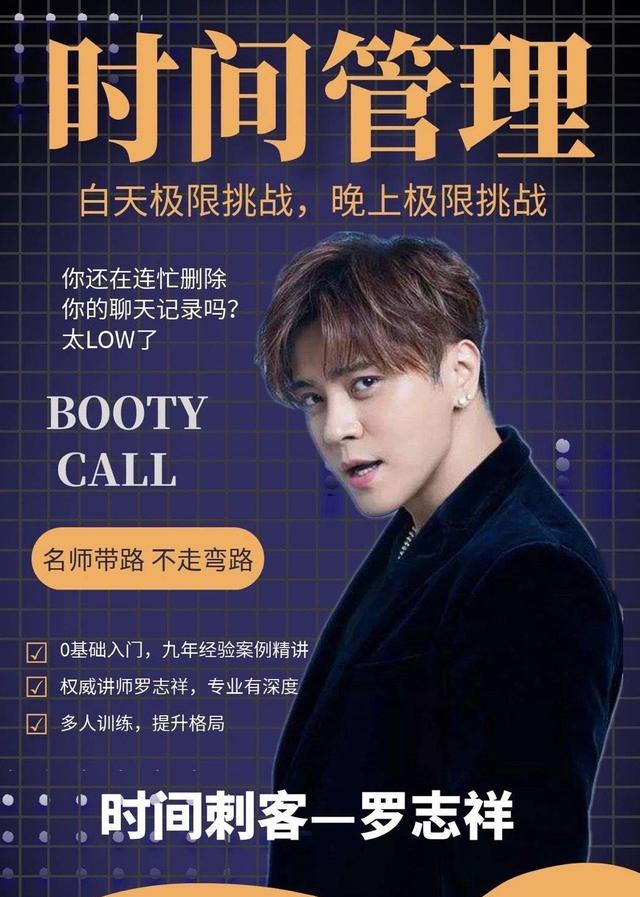 时间管理
白天极限挑战，晚上极限挑战
你还在连忙删除
你的聊天记录吗？
太LOW了
BOOTY
CALL
名师带路 不走弯路
0基础入门，九年经验案例精讲
权威讲师罗志祥，专业有深度
多人训练，提升格局
时间刺客—罗志祥